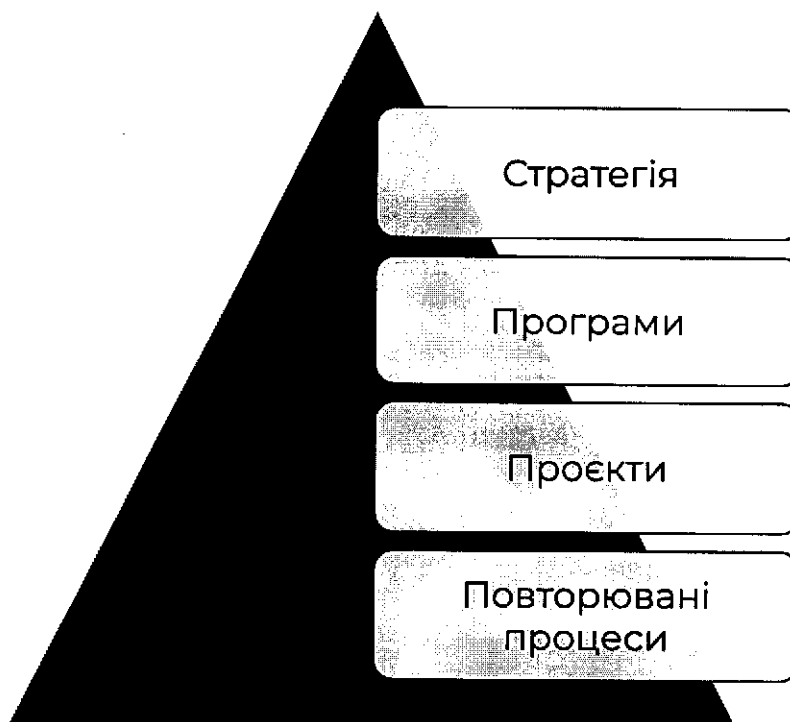 Стратегія
Програми
Проєкти
Повторювані
процеси